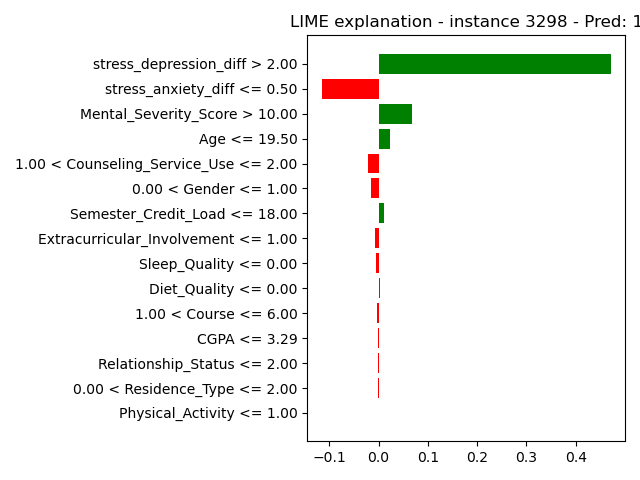 LIME explanation - instance 3298 - Pred: 1
stress_depression_diff > 2.00
stress_anxiety_diff <= 0.50
Mental_Severity_Score > 10.00
Age <= 19.50
1.00 < Counseling_Service_Use <= 2.00
0.00 < Gender <= 1.00
Semester_Credit_Load <= 18.00
Extracurricular_Involvement <= 1.00
Sleep_Quality <= 0.00
Diet_Quality <= 0.00
1.00 < Course <= 6.00
CGPA <= 3.29
Relationship_Status <= 2.00
0.00 < Residence_Type <= 2.00
Physical_Activity <= 1.00
−0.1 0.0 0.1 0.2 0.3 0.4